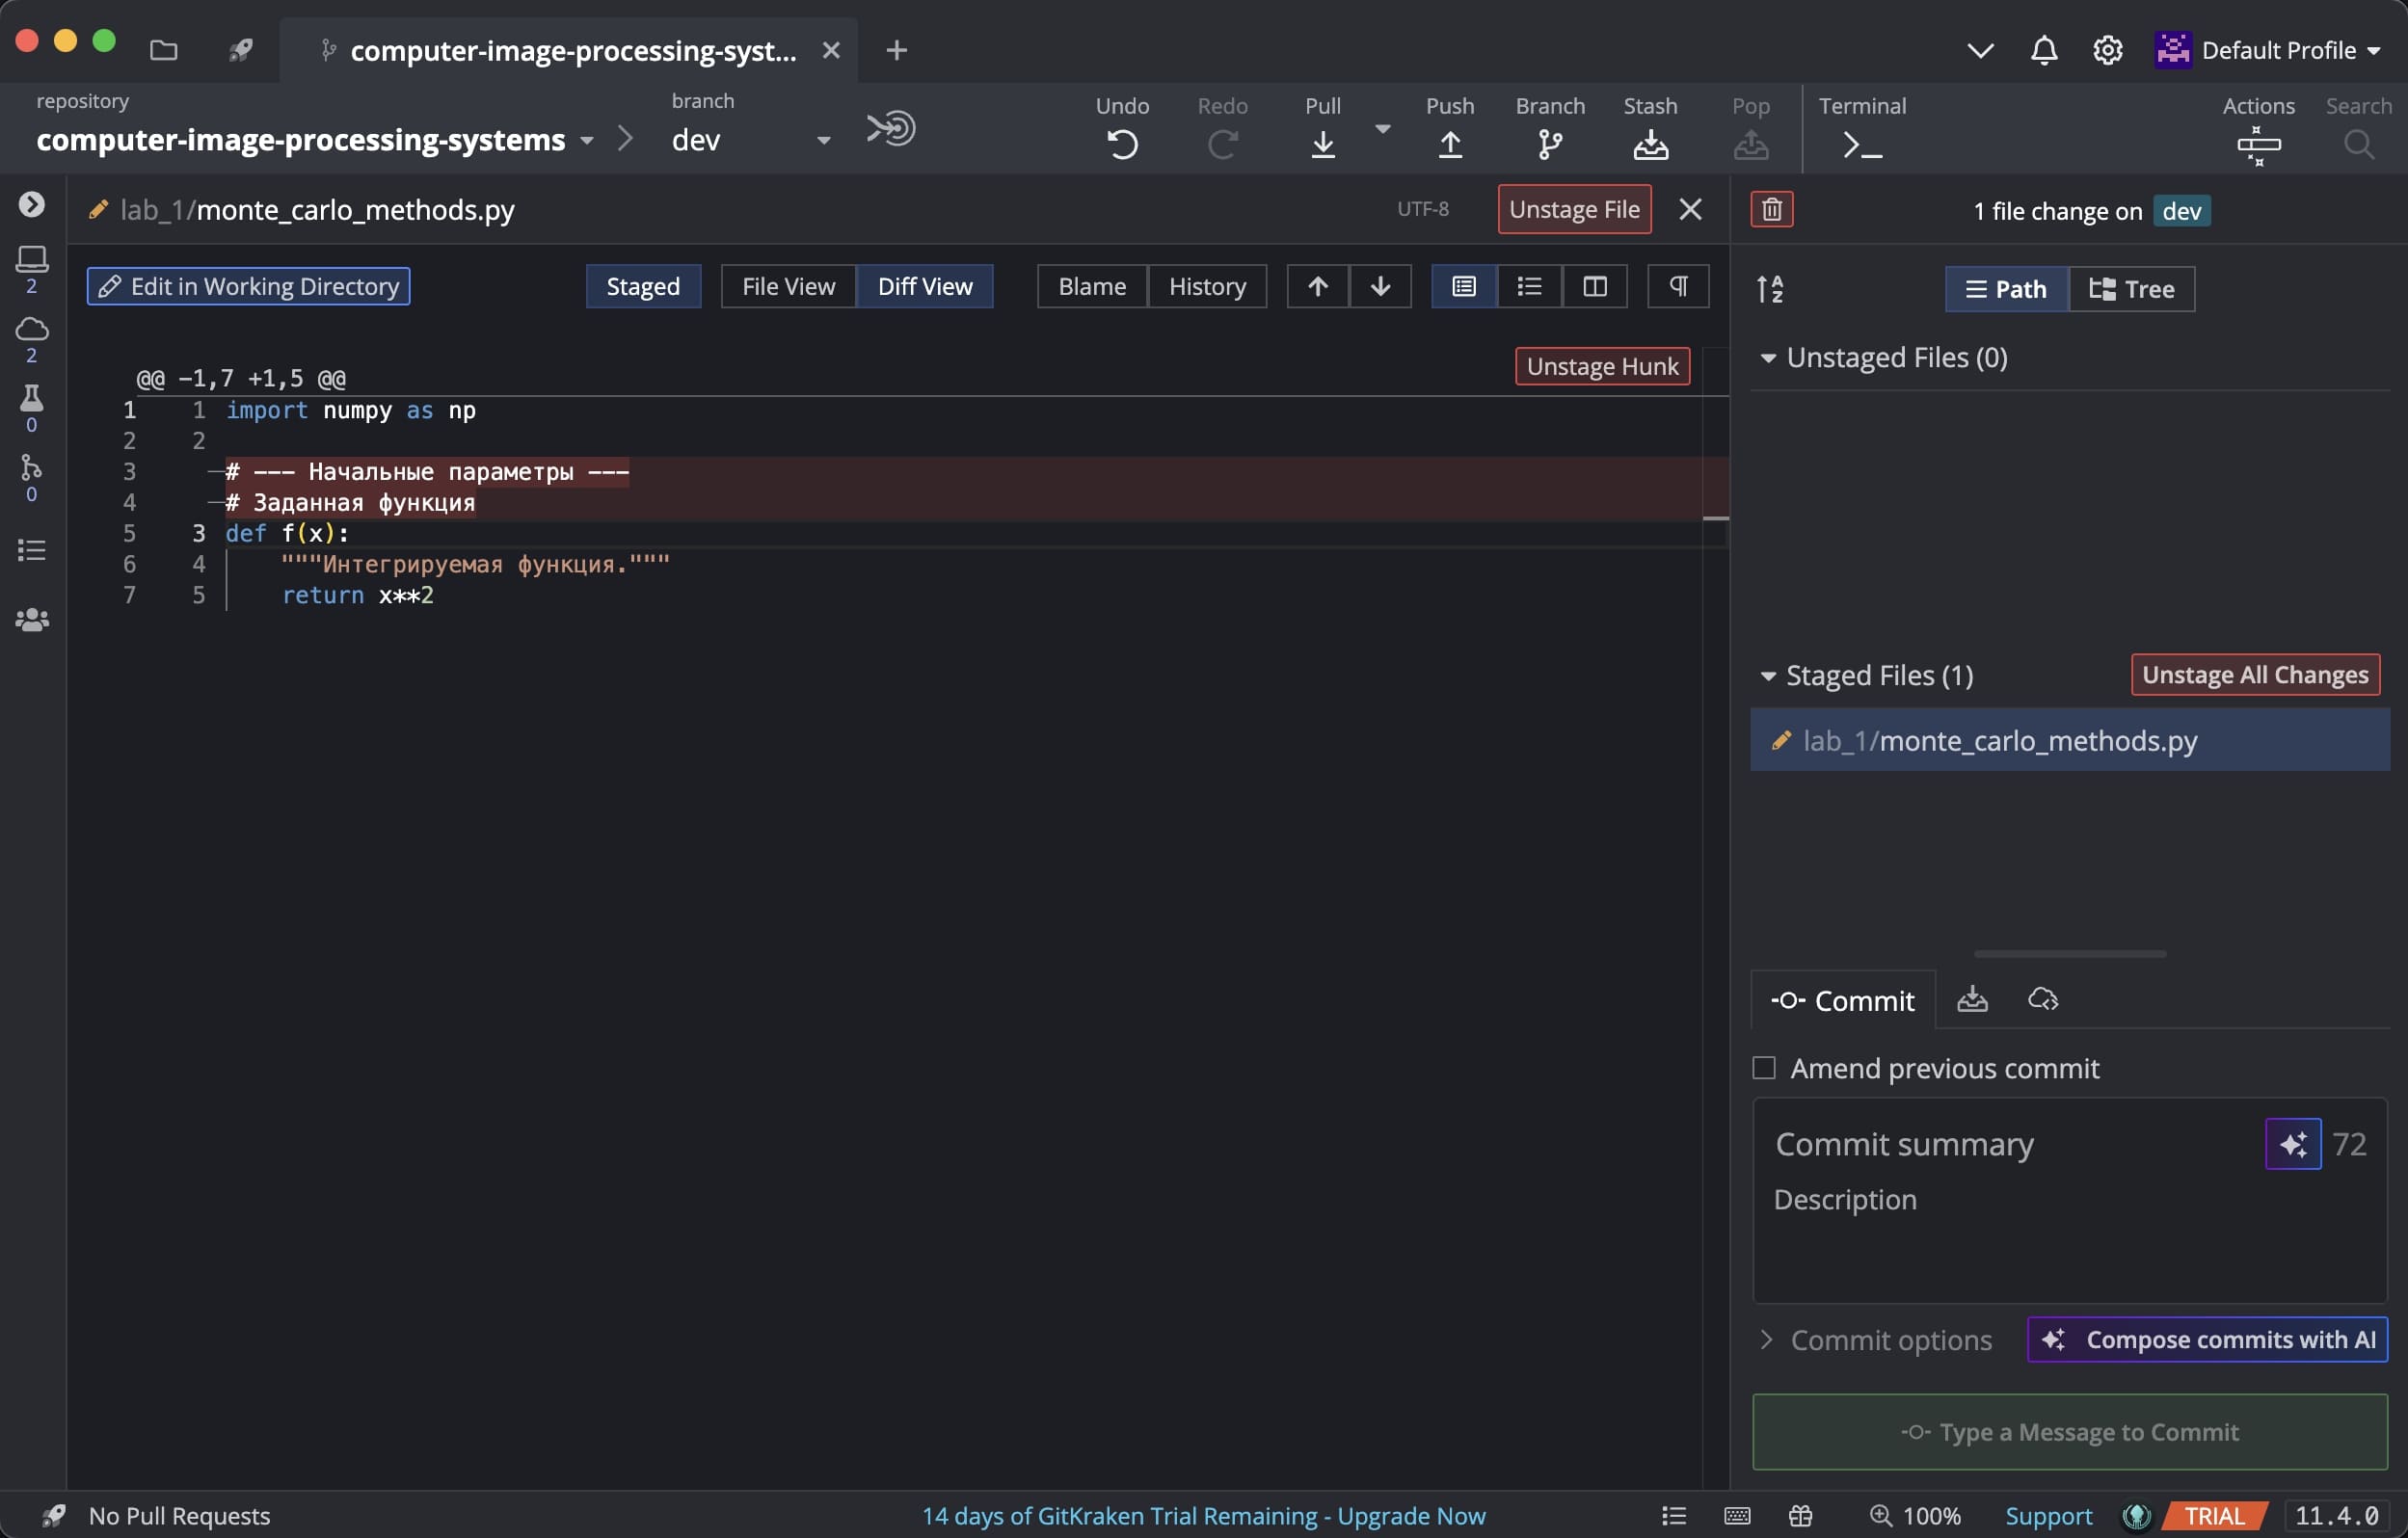 computer-image-processing-syst...
Default Profile
repository
computer-image-processing-systems
branch
dev
Undo
Redo
Pull
Push
Branch
Stash
Pop
Terminal
Actions
Search
lab_1/monte_carlo_methods.py
UTF-8
Unstage File
1 file change on dev
2
2
0
0
Edit in Working Directory
Staged
File View
Diff View
Blame
History
Path
Tree
Unstaged Files (0)
@@ -1,7 +1,5 @@
Unstage Hunk
1 1 import numpy as np
2 2
3 -# --- Начальные параметры ---
4 -# Заданная функция
5 3 def f(x):
6 4 """Интегрируемая функция."""
7 5 return x**2
Staged Files (1)
Unstage All Changes
lab_1/monte_carlo_methods.py
Commit
Amend previous commit
Commit summary
72
Description
Commit options
Compose commits with AI
Type a Message to Commit
No Pull Requests
14 days of GitKraken Trial Remaining - Upgrade Now
100%
Support
TRIAL
11.4.0